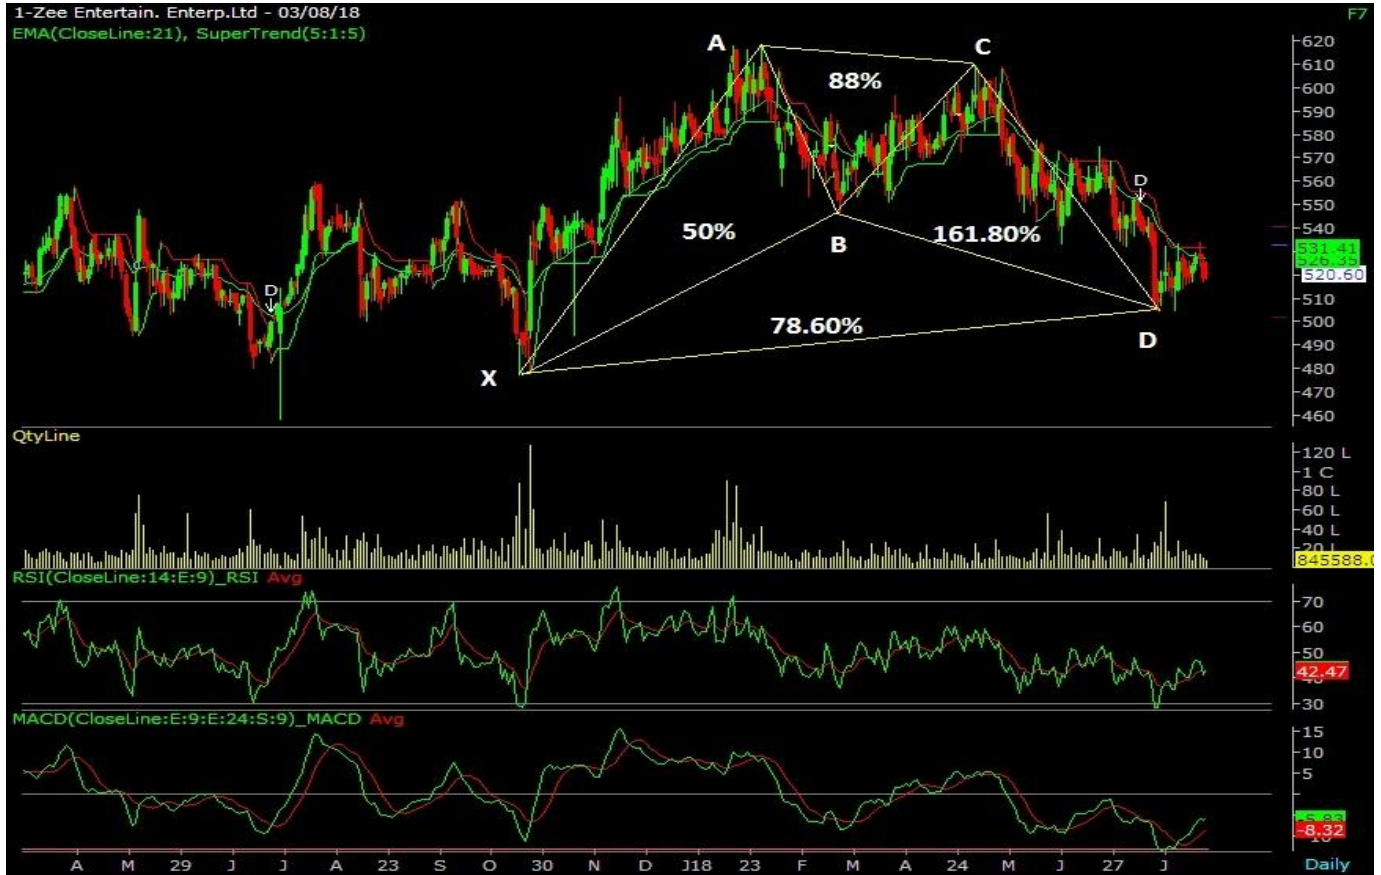 1-Zee Entertain. Enterp.Ltd - 03/08/18
F7
EMA(CloseLine:21), SuperTrend(5:1:5)
620
610
600
590
580
570
560
550
540
531.41
526.35
520.60
510
500
490
480
470
460
A
C
88%
D
50%
B
161.80%
D
78.60%
D
X
QtyLine
120 L
1 C
80 L
60 L
40 L
20 L
845588.0
RSI(CloseLine:14:E:9)_RSI Avg
70
60
50
42.47
30
MACD(CloseLine:E:9:E:24:S:9)_MACD Avg
15
10
5
-5.83
-8.32
A M 29 J J A 23 S O 30 N D J18 23 F M A 24 M J 27 J
Daily